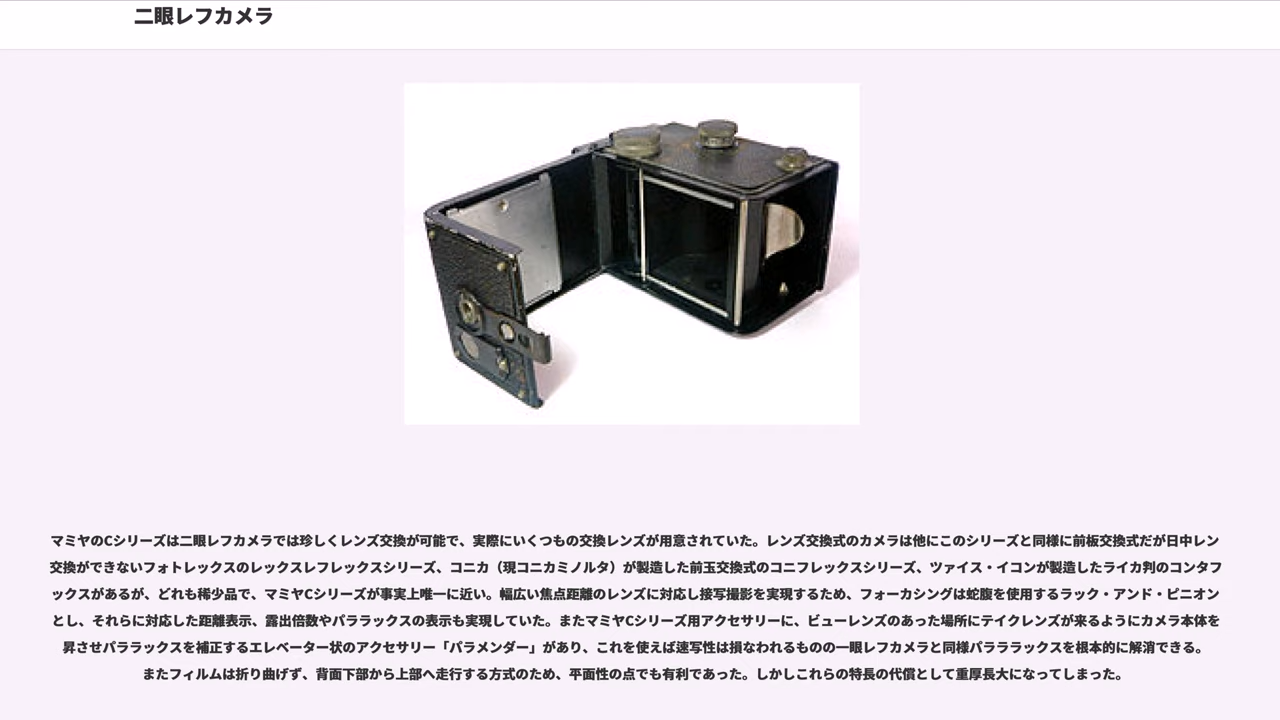 二眼レフカメラ
マミヤのCシリーズは二眼レフカメラでは珍しくレンズ交換が可能で、実際にいくつもの交換レンズが用意されていた。レンズ交換式のカメラは他にこのシリーズと同様に前板交換式だが日中レン
交換ができないフォトレックスのレックスレフレックスシリーズ、コニカ（現コニカミノルタ）が製造した前玉交換式のコニフレックスシリーズ、ツァイス・イコンが製造したライカ判のコンタフ
ックスがあるが、どれも稀少品で、マミヤCシリーズが事実上唯一に近い。幅広い焦点距離のレンズに対応し接写撮影を実現するため、フォーカシングは蛇腹を使用するラック・アンド・ピニオン
とし、それらに対応した距離表示、露出倍数やパララックスの表示も実現していた。またマミヤCシリーズ用アクセサリーに、ビューレンズのあった場所にテイクレンズが来るようにカメラ本体を
昇させパララックスを補正するエレベーター状のアクセサリー「パラメンダー」があり、これを使えば速写性は損なわれるものの一眼レフカメラと同様パラララックスを根本的に解消できる。
またフィルムは折り曲げず、背面下部から上部へ走行する方式のため、平面性の点でも有利であった。しかしこれらの特長の代償として重厚長大になってしまった。